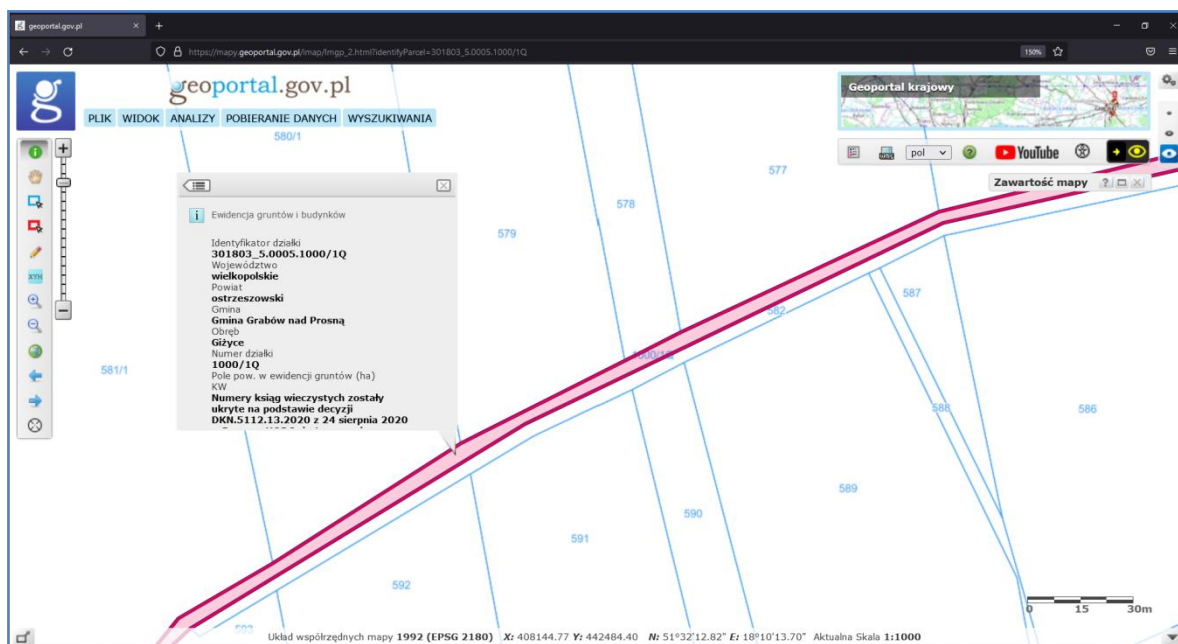 geoportal.gov.pl
https://mapy.geoportal.gov.pl/imap/Imgp_2.html?identifyParcel=301803_5.0005.1000/1Q
150%
geoportal.gov.pl
PLIK WIDOK ANALIZY POBIERANIE DANYCH WYSZUKIWANIA
Geoportal krajowy
pol
YouTube
Zawartość mapy
580/1
577
578
579
Ewidencja gruntów i budynków
Identyfikator działki
301803_5.0005.1000/1Q
Województwo
wielkopolskie
Powiat
ostrzeszowski
Gmina
Gmina Grabów nad Prosną
Obręb
Giżyce
Numer działki
1000/1Q
Pole pow. w ewidencji gruntów (ha)
KW
Numery ksiąg wieczystych zostały
ukryte na podstawie decyzji
DKN.5112.13.2020 z 24 sierpnia 2020
XYH
587
582
1000/1Q
581/1
588
586
589
590
591
592
593
0 15 30m
Układ współrzędnych mapy 1992 (EPSG 2180) X: 408144.77 Y: 442484.40 N: 51°32'12.82" E: 18°10'13.70" Aktualna Skala 1:1000